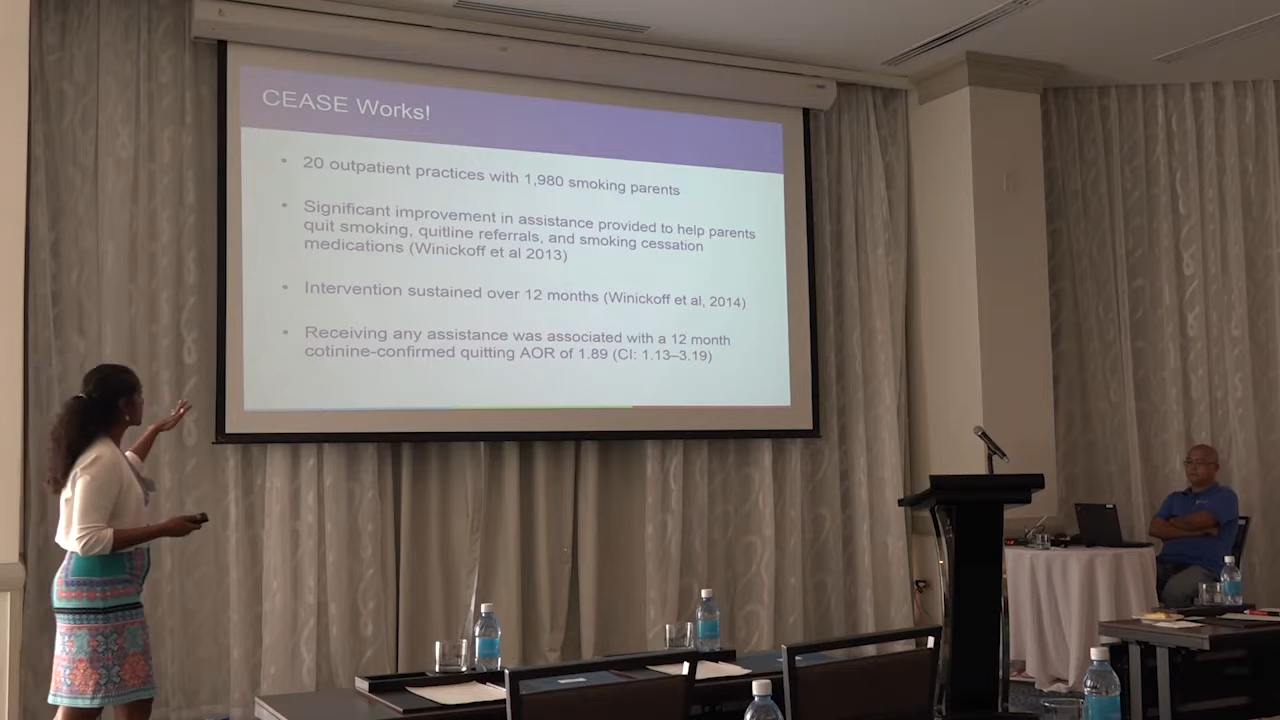 CEASE Works!
• 20 outpatient practices with 1,980 smoking parents
• Significant improvement in assistance provided to help parents
quit smoking, quitline referrals, and smoking cessation
medications (Winickoff et al 2013)
• Intervention sustained over 12 months (Winickoff et al, 2014)
• Receiving any assistance was associated with a 12 month
cotinine-confirmed quitting AOR of 1.89 (CI: 1.13–3.19)